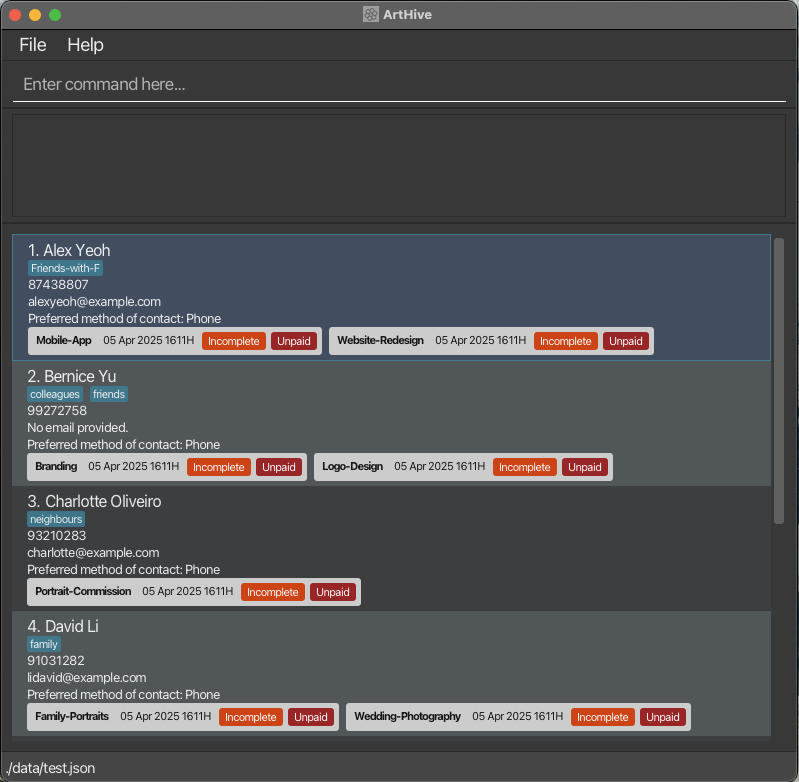 ArtHive
File Help
Enter command here...
1. Alex Yeoh
Friends-with-F
87438807
alexyeoh@example.com
Preferred method of contact: Phone
Mobile-App 05 Apr 2025 1611H Incomplete Unpaid Website-Redesign 05 Apr 2025 1611H Incomplete Unpaid
2. Bernice Yu
colleagues friends
99272758
No email provided.
Preferred method of contact: Phone
Branding 05 Apr 2025 1611H Incomplete Unpaid Logo-Design 05 Apr 2025 1611H Incomplete Unpaid
3. Charlotte Oliveiro
neighbours
93210283
charlotte@example.com
Preferred method of contact: Phone
Portrait-Commission 05 Apr 2025 1611H Incomplete Unpaid
4. David Li
family
91031282
lidavid@example.com
Preferred method of contact: Phone
Family-Portraits 05 Apr 2025 1611H Incomplete Unpaid Wedding-Photography 05 Apr 2025 1611H Incomplete Unpaid
./data/test.json